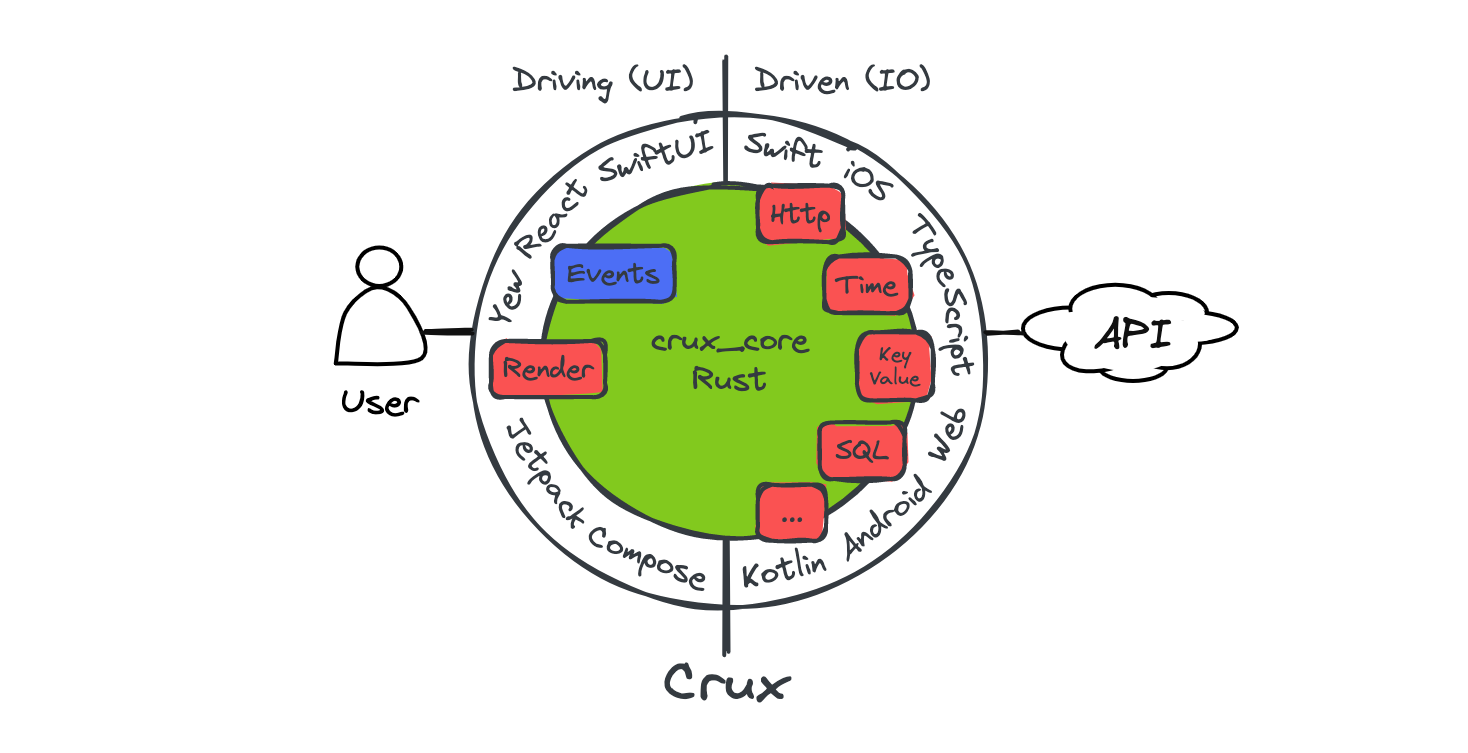 Driving (UI)
Driven (IO)
Yew React SwiftUI
Swift iOS TypeScript
Http
Events
Time
crux_core
Rust
Key
Value
Render
API
User
SQL
...
Jetpack Compose
Kotlin Android Web
Crux